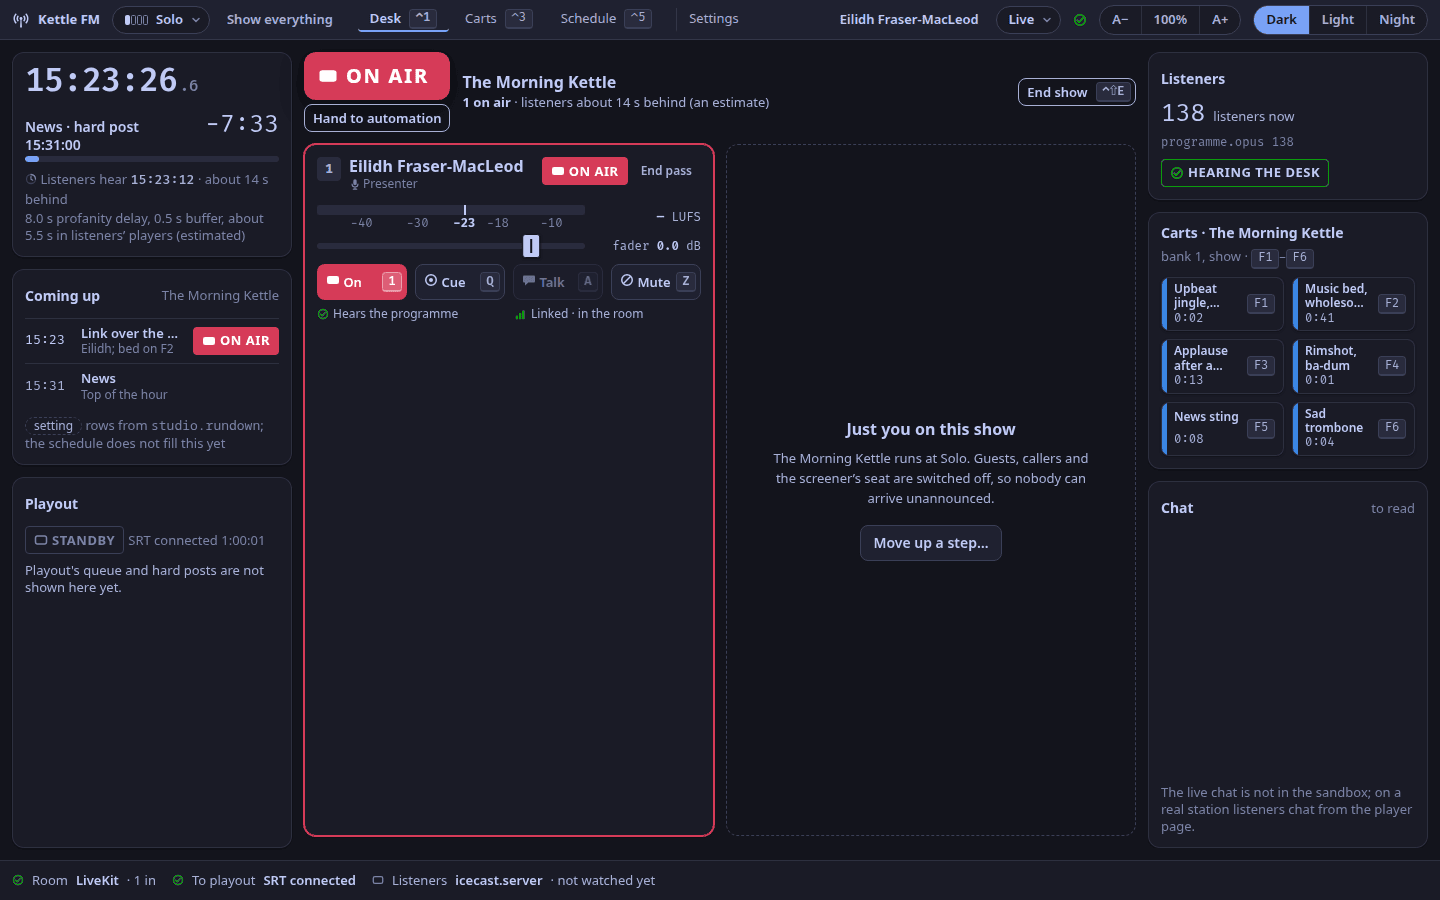 Kettle FM
Solo
Show everything
Desk ^1
Carts ^3
Schedule ^5
Settings
Eilidh Fraser-MacLeod
Live
A− 100% A+
Dark Light Night
15:23:26.6
News · hard post 15:31:00
−7:33
Listeners hear 15:23:12 · about 14 s
behind
8.0 s profanity delay, 0.5 s buffer, about
5.5 s in listeners’ players (estimated)
Coming up
The Morning Kettle
15:23
Link over the ...
Eilidh; bed on F2
ON AIR
15:31
News
Top of the hour
setting rows from studio.rundown;
the schedule does not fill this yet
Playout
STANDBY SRT connected 1:00:01
Playout's queue and hard posts are not
shown here yet.
ON AIR
Hand to automation
The Morning Kettle
1 on air · listeners about 14 s behind (an estimate)
End show ^⇧E
1
Eilidh Fraser-MacLeod
Presenter
ON AIR
End pass
-40 -30 -23 -18 -10
– LUFS
fader 0.0 dB
On 1
Cue Q
Talk A
Mute Z
Hears the programme
Linked · in the room
Just you on this show
The Morning Kettle runs at Solo. Guests, callers and
the screener’s seat are switched off, so nobody can
arrive unannounced.
Move up a step...
Listeners
138 listeners now
programme.opus 138
HEARING THE DESK
Carts · The Morning Kettle
bank 1, show · F1–F6
Upbeat
jingle,...
0:02
F1
Music bed,
wholeso...
0:41
F2
Applause
after a...
0:13
F3
Rimshot,
ba-dum
0:01
F4
News sting
0:08
F5
Sad
trombone
0:04
F6
Chat
to read
The live chat is not in the sandbox; on a
real station listeners chat from the player
page.
Room LiveKit · 1 in
To playout SRT connected
Listeners icecast.server · not watched yet